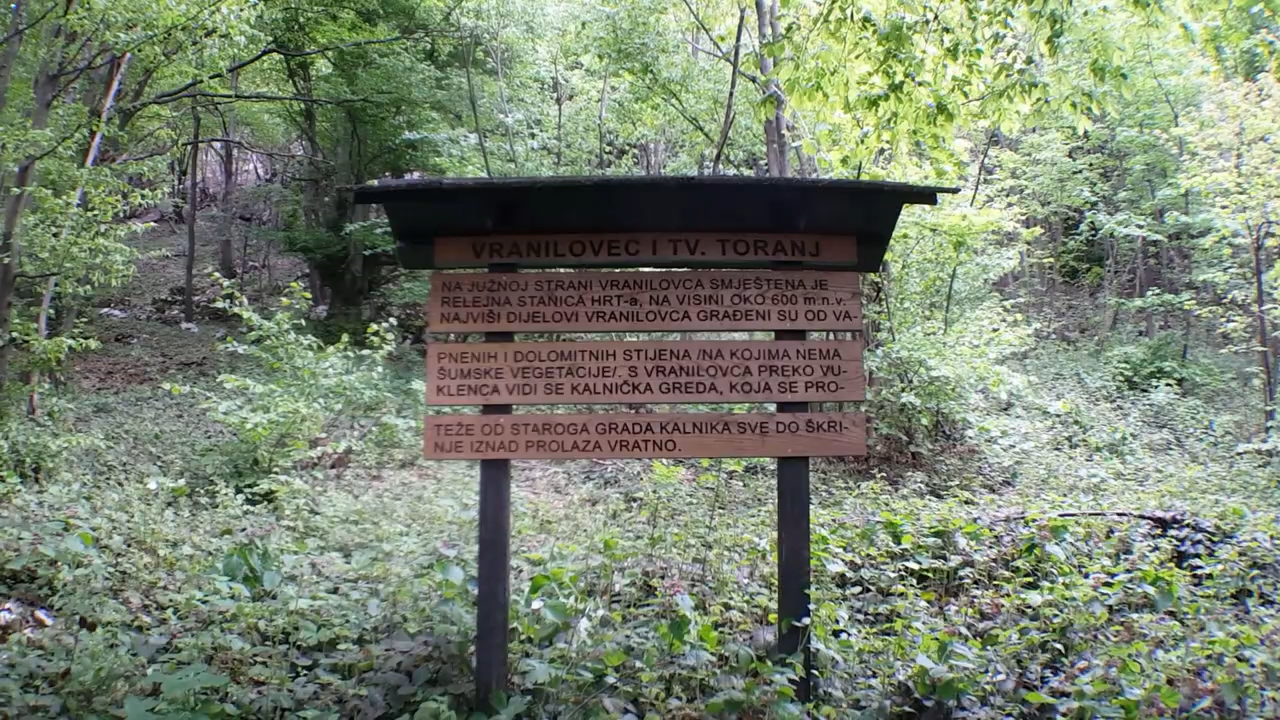 VRANILOVEC I TV. TORANJ
NA JUŽNOJ STRANI VRANILOVCA SMJEŠTENA JE
RELEJNA STANICA HRT-a, NA VISINI OKO 600 m.n.v.
NAJVIŠI DIJELOVI VRANILOVCA GRAĐENI SU OD VA-
PNENIH I DOLOMITNIH STIJENA /NA KOJIMA NEMA
ŠUMSKE VEGETACIJE/. S VRANILOVCA PREKO VU-
KLENCA VIDI SE KALNIČKA GREDA, KOJA SE PRO-
TEŽE OD STAROGA GRADA KALNIKA SVE DO ŠKRI-
NJE IZNAD PROLAZA VRATNO.